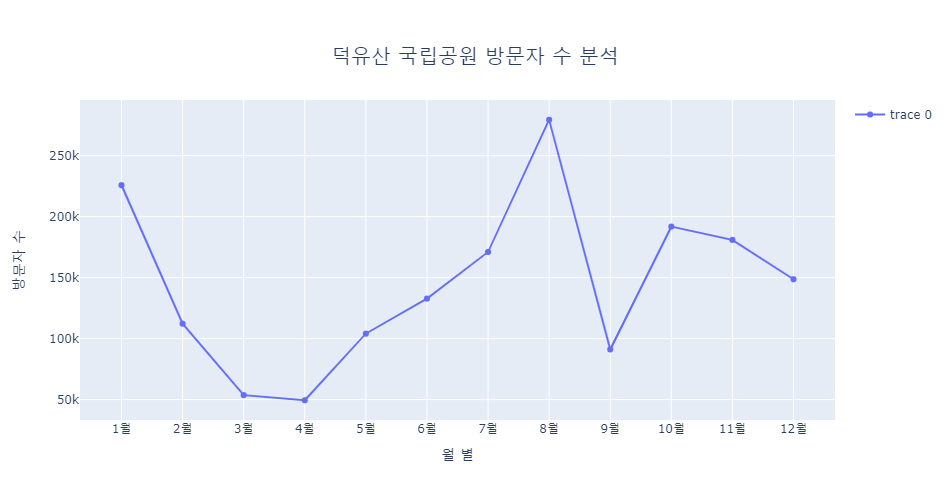 덕유산 국립공원 방문자 수 분석
trace 0
250k
200k
150k
100k
50k
방문자 수
1월 2월 3월 4월 5월 6월 7월 8월 9월 10월 11월 12월
월 별